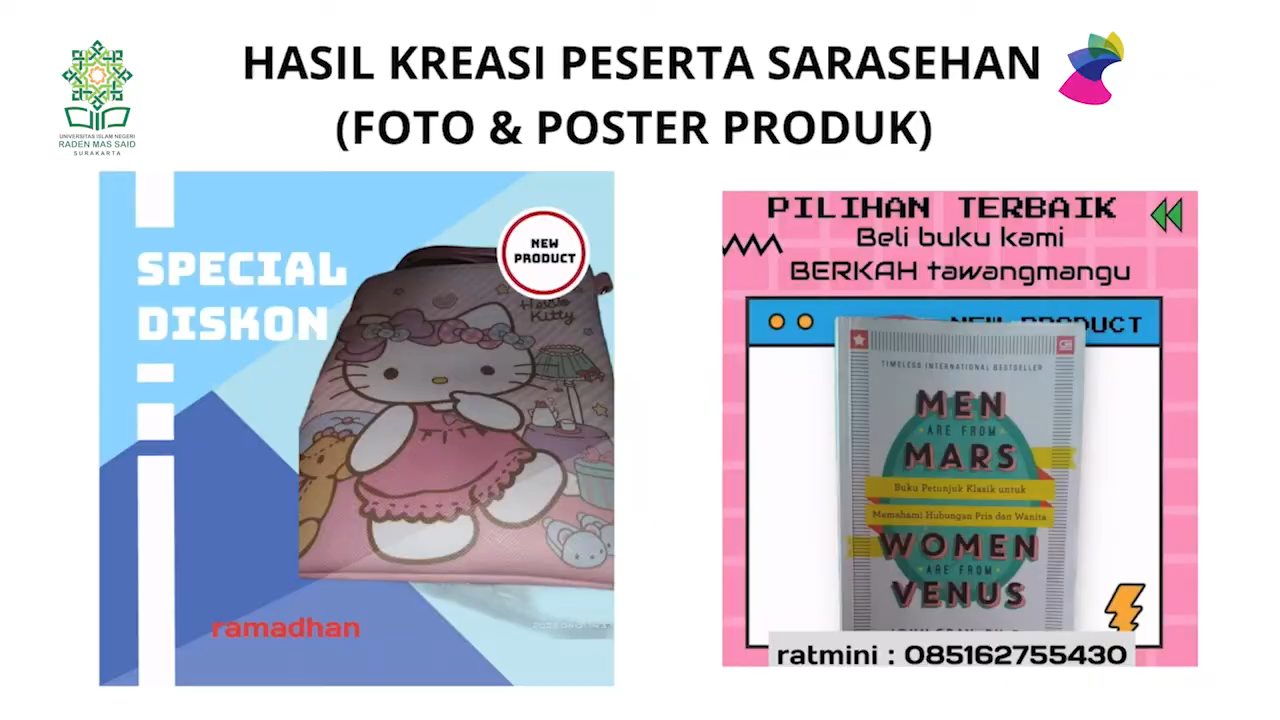 HASIL KREASI PESERTA SARASEHAN
(FOTO & POSTER PRODUK)
UNIVERSITAS ISLAM NEGERI
RADEN MAS SAID
SURAKARTA
SPECIAL
DISKON
NEW
PRODUCT
Hello
Kitty
ramadhan
PILIHAN TERBAIK
Beli buku kami
BERKAH tawangmangu
NEW PRODUCT
TIMELESS INTERNATIONAL BESTSELLER
MEN
ARE FROM
MARS
Buku Petunjuk Klasik untuk
Memahami Hubungan Pria dan Wanita
WOMEN
ARE FROM
VENUS
ratmini : 085162755430